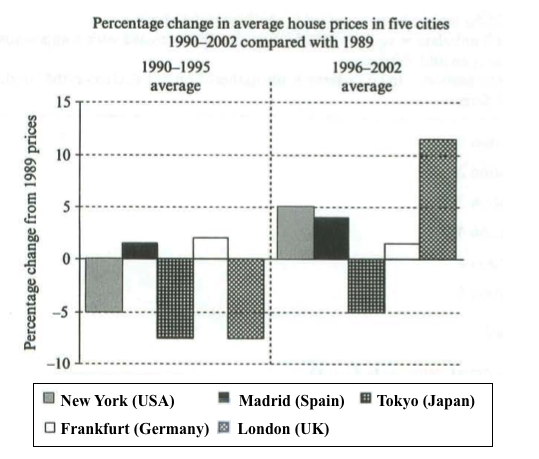 Percentage change in average house prices in five cities
1990–2002 compared with 1989
1990–1995
average
1996–2002
average
Percentage change from 1989 prices
15
10
5
0
−5
−10
New York (USA)
Madrid (Spain)
Tokyo (Japan)
Frankfurt (Germany)
London (UK)